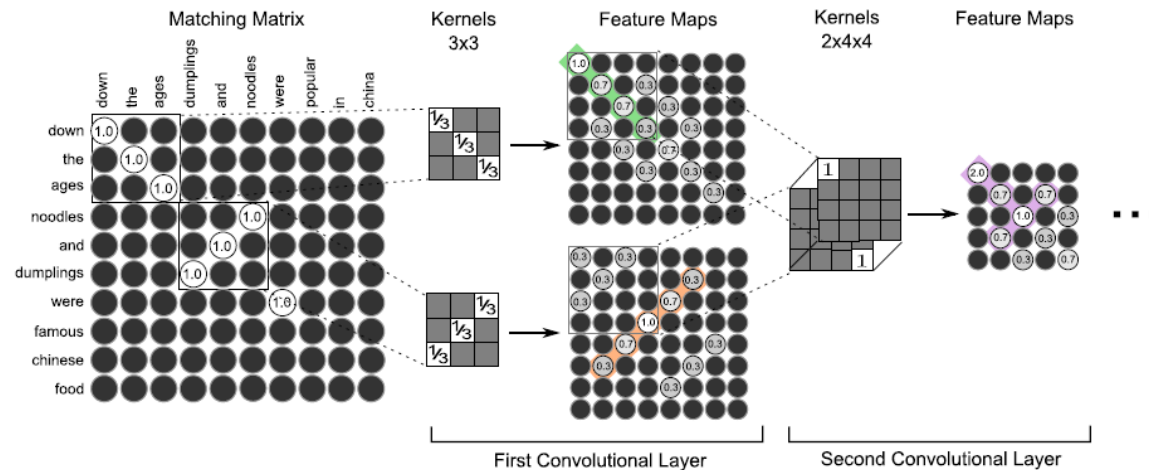 Matching Matrix
down
the
ages
dumplings
and
noodles
were
popular
in
china
down 1.0
the 1.0
ages 1.0
noodles 1.0
and 1.0
dumplings 1.0
were 1.0
famous
chinese
food
Kernels
3x3
1/3
1/3
1/3
1/3
1/3
1/3
Feature Maps
1.0
0.7 0.3
0.7 0.3
0.3 0.3 0.3
0.3 0.7
0.3 0.3
0.3
0.3 0.3
0.3 0.3
0.3 0.7
1.0
0.7 0.3
0.3 0.3
0.3
First Convolutional Layer
Kernels
2x4x4
1
1
Feature Maps
2.0
0.7 0.7
1.0 0.3
0.7 0.3
0.3 0.7
Second Convolutional Layer